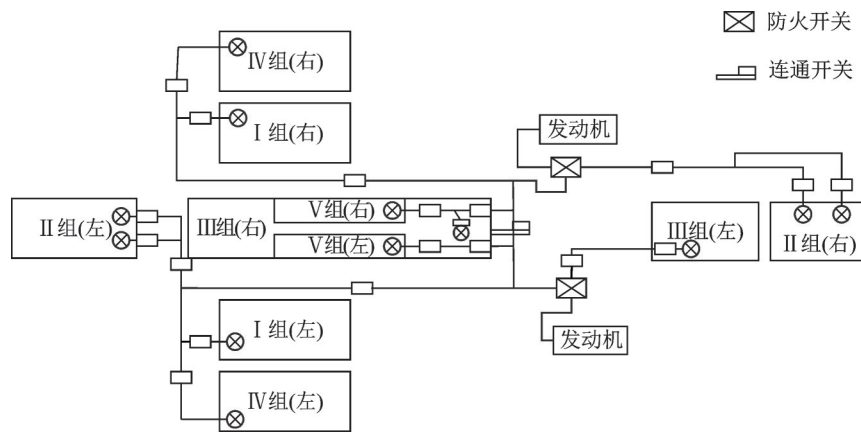 防火开关
连通开关
Ⅳ组(右)
Ⅰ组(右)
发动机
Ⅱ组(左)
Ⅲ组(右)
Ⅴ组(右)
Ⅴ组(左)
Ⅲ组(左)
Ⅱ组(右)
Ⅰ组(左)
发动机
Ⅳ组(左)